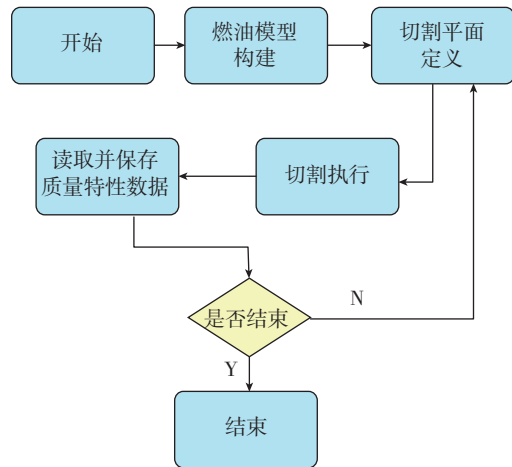 开始
燃油模型
构建
切割平面
定义
读取并保存
质量特性数据
切割执行
是否结束
N
Y
结束